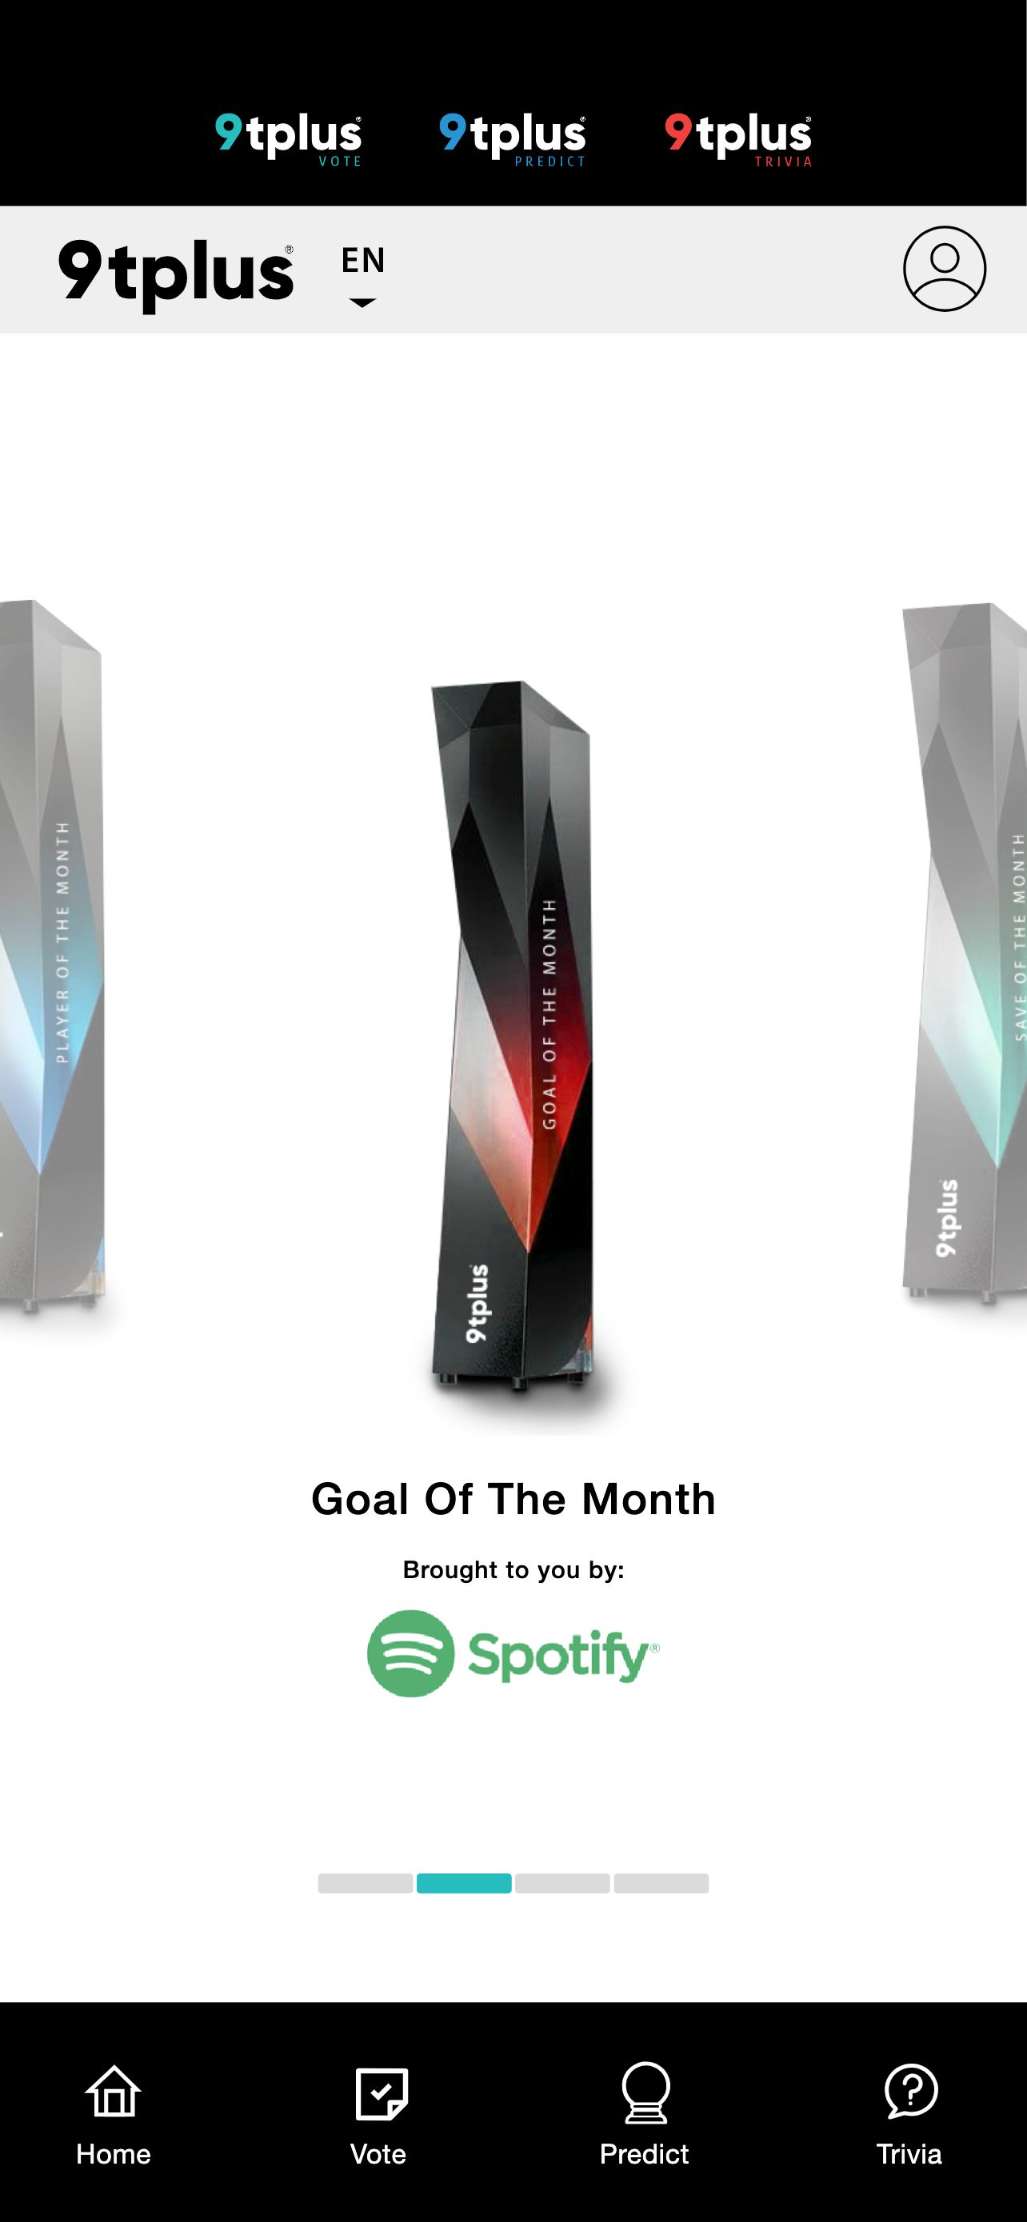 9tplus®
VOTE
9tplus®
PREDICT
9tplus®
TRIVIA
9tplus®
EN
PLAYER OF THE MONTH
GOAL OF THE MONTH
9tplus
SAVE OF THE MONTH
9tplus
Goal Of The Month
Brought to you by:
Spotify®
Home
Vote
Predict
Trivia